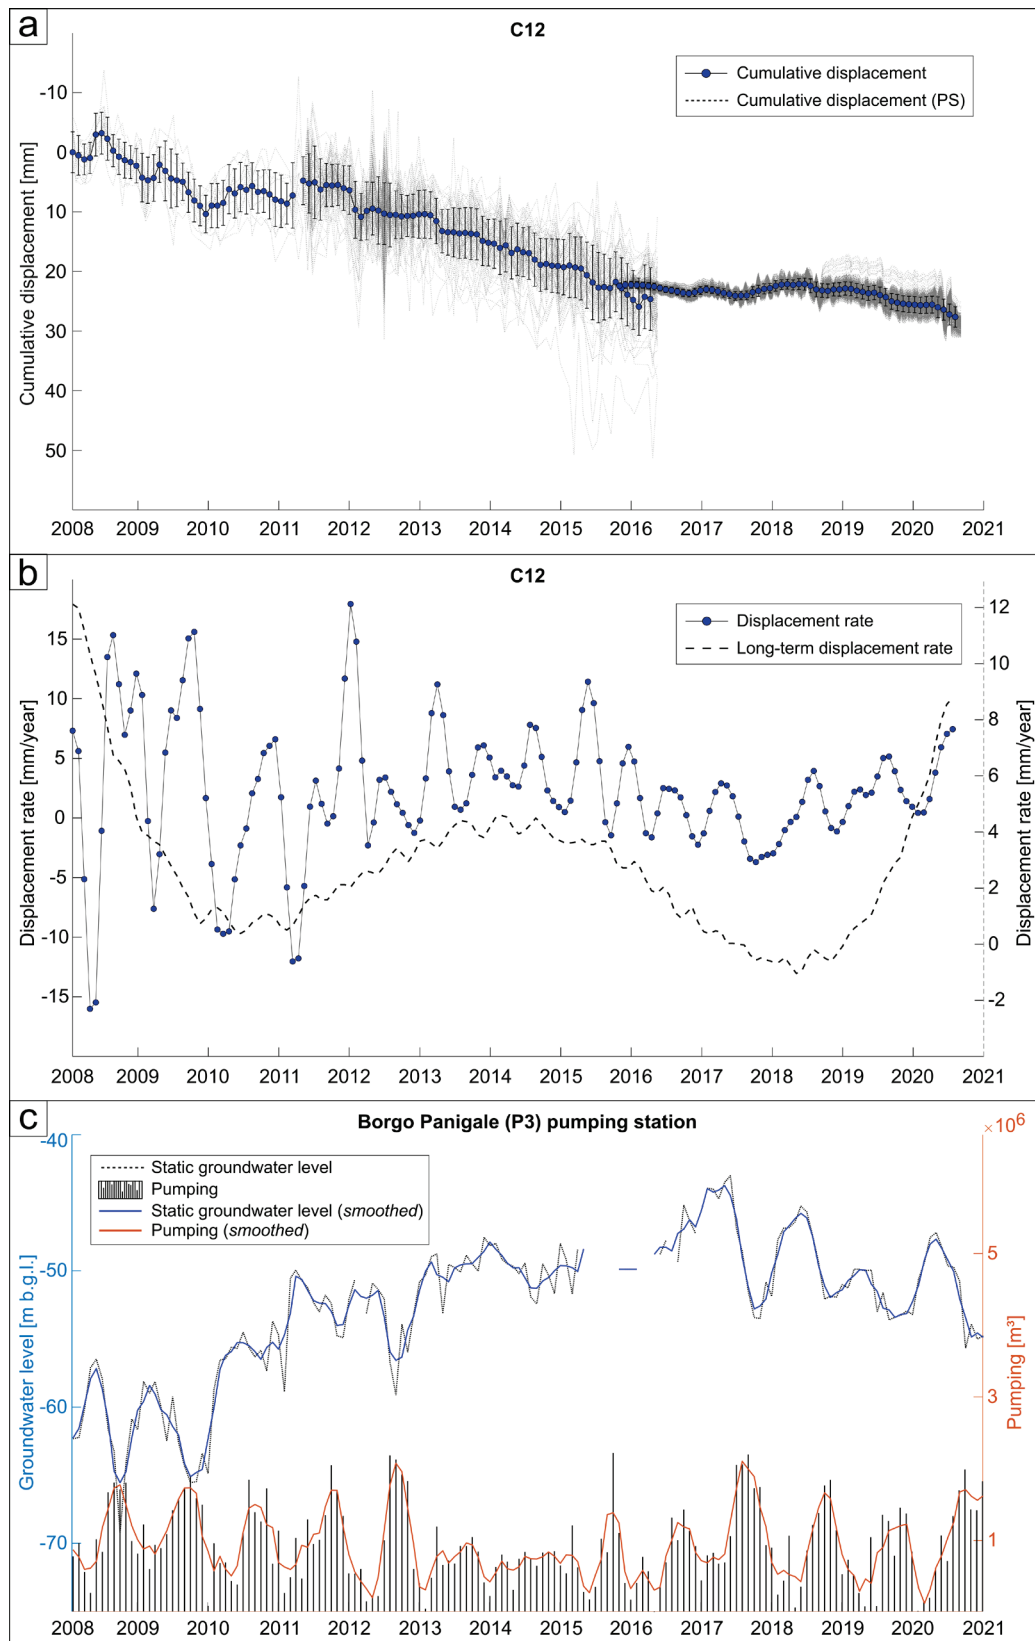 a
C12
Cumulative displacement
Cumulative displacement (PS)
Cumulative displacement [mm]
-10
0
10
20
30
40
50
2008 2009 2010 2011 2012 2013 2014 2015 2016 2017 2018 2019 2020 2021
b
C12
Displacement rate
Long-term displacement rate
Displacement rate [mm/year]
15
10
5
0
-5
-10
-15
12
10
8
6
4
2
0
-2
Displacement rate [mm/year]
2008 2009 2010 2011 2012 2013 2014 2015 2016 2017 2018 2019 2020 2021
c
Borgo Panigale (P3) pumping station
×10⁶
Static groundwater level
Pumping
Static groundwater level (smoothed)
Pumping (smoothed)
Groundwater level [m b.g.l.]
-40
-50
-60
-70
5
3
1
Pumping [m³]
2008 2009 2010 2011 2012 2013 2014 2015 2016 2017 2018 2019 2020 2021